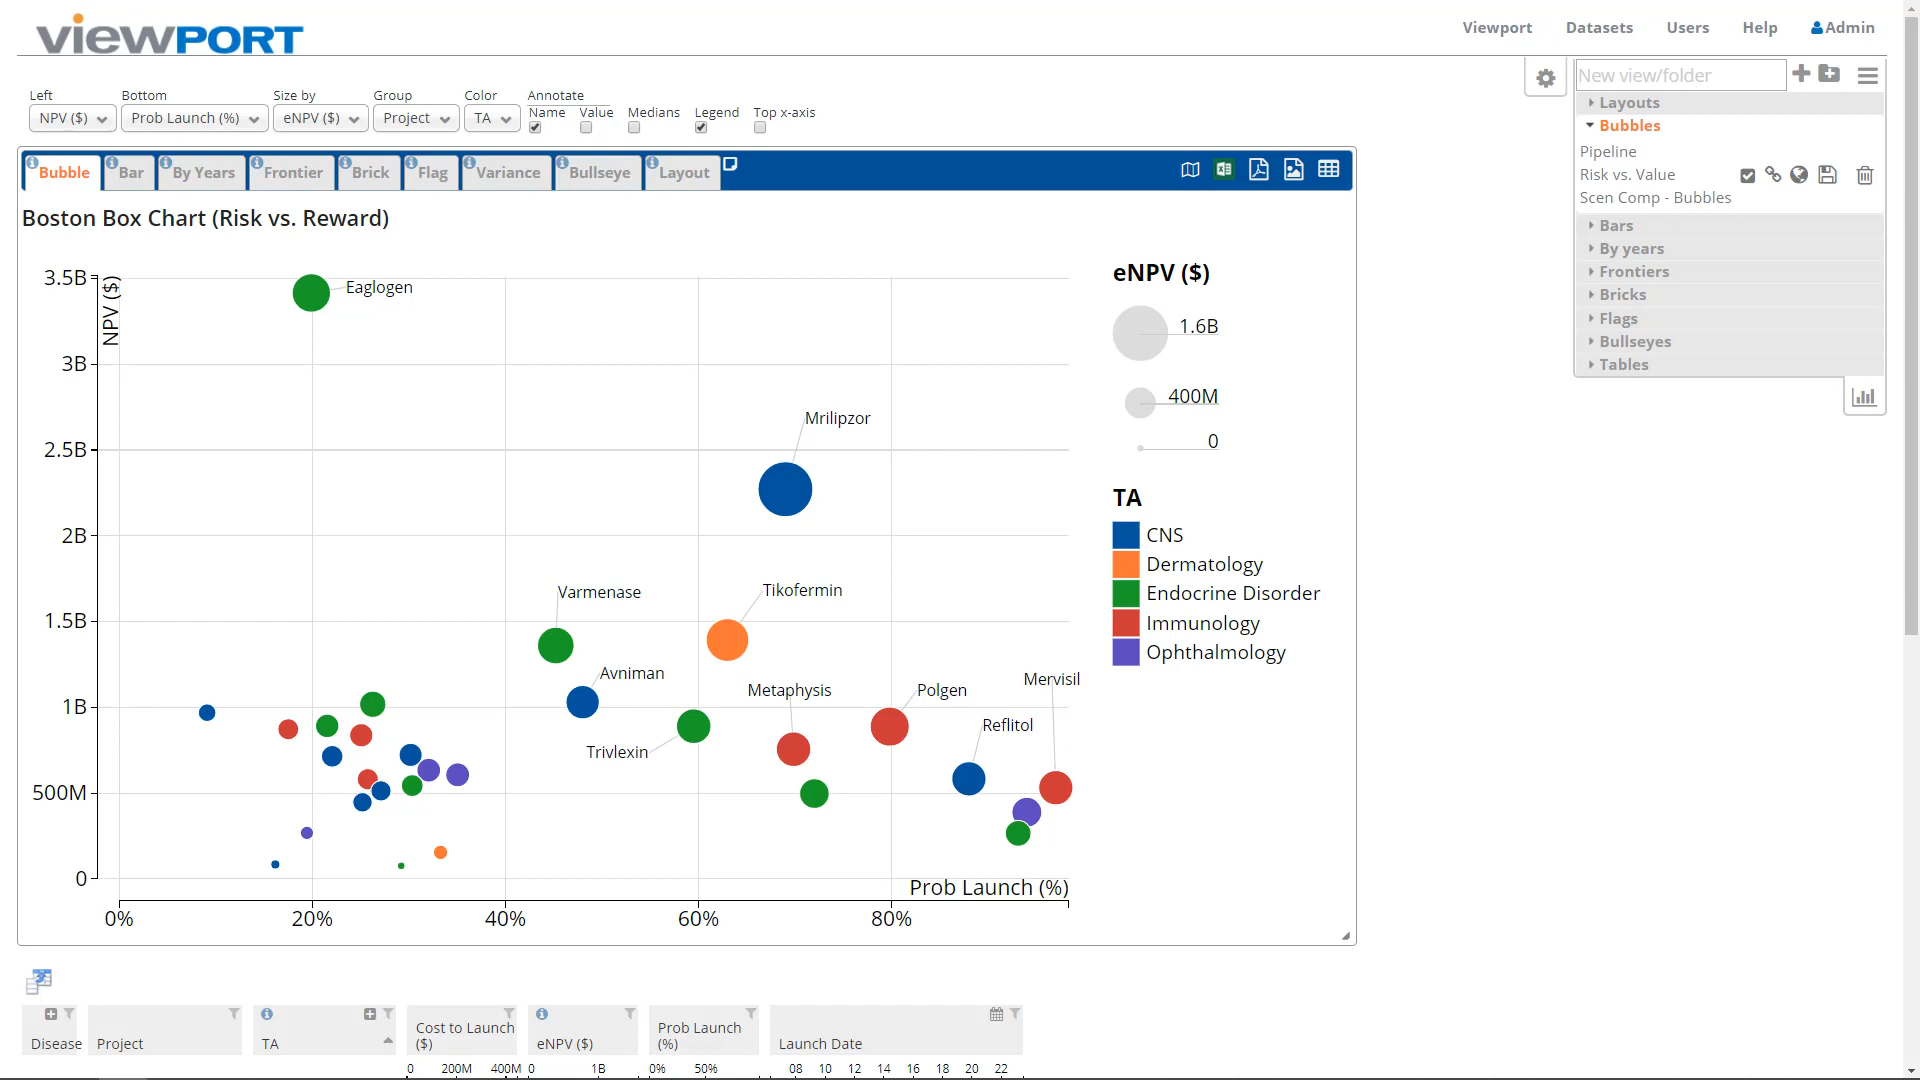 viewPORT
Viewport Datasets Users Help Admin
New view/folder
Layouts
Bubbles
Pipeline
Risk vs. Value
Scen Comp - Bubbles
Bars
By years
Frontiers
Bricks
Flags
Bullseyes
Tables
Left Bottom Size by Group Color Annotate
NPV ($) Prob Launch (%) eNPV ($) Project TA Name Value Medians Legend Top x-axis
Bubble Bar By Years Frontier Brick Flag Variance Bullseye Layout
Boston Box Chart (Risk vs. Reward)
NPV ($)
3.5B
3B
2.5B
2B
1.5B
1B
500M
0
Eaglogen
Mrilipzor
Varmenase
Tikofermin
Avniman
Metaphysis
Polgen
Mervisil
Reflitol
Trivlexin
Prob Launch (%)
0% 20% 40% 60% 80%
eNPV ($)
1.6B
400M
0
TA
CNS
Dermatology
Endocrine Disorder
Immunology
Ophthalmology
Disease Project TA Cost to Launch ($) eNPV ($) Prob Launch (%) Launch Date
0 200M 400M 0 1B 0% 50% 08 10 12 14 16 18 20 22